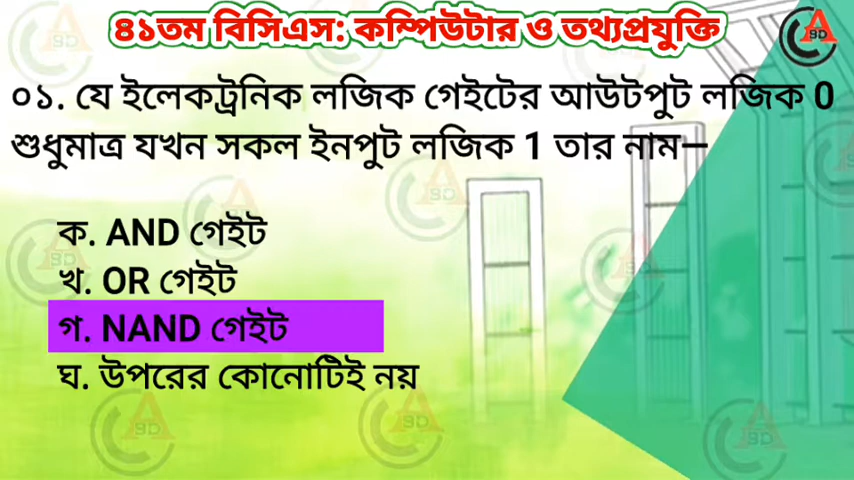 ৪১তম বিসিএস: কম্পিউটার ও তথ্যপ্রযুক্তি
০১. যে ইলেকট্রনিক লজিক গেইটের আউটপুট লজিক 0
শুধুমাত্র যখন সকল ইনপুট লজিক 1 তার নাম—
ক. AND গেইট
খ. OR গেইট
গ. NAND গেইট
ঘ. উপরের কোনোটিই নয়